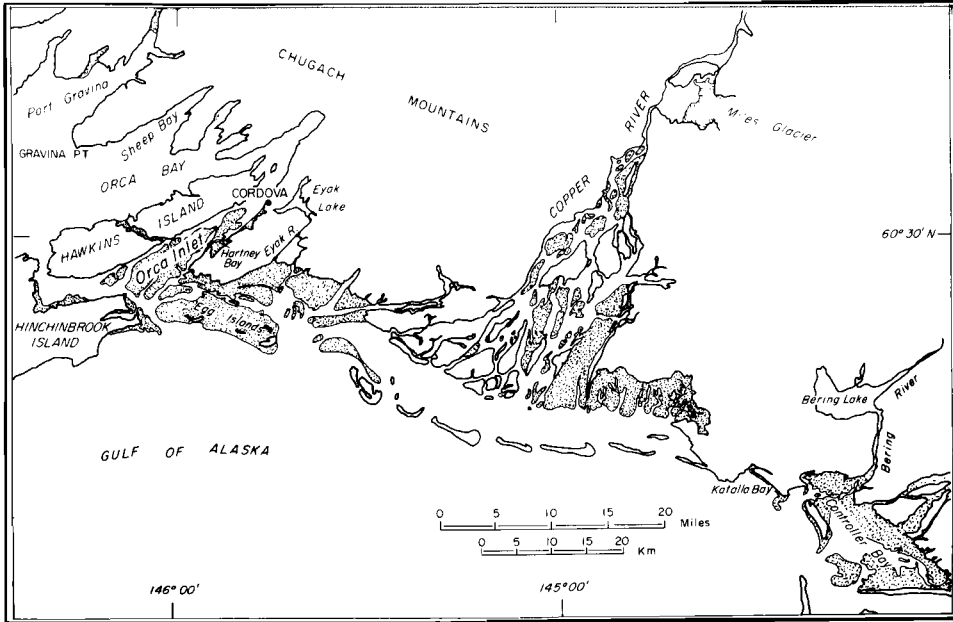 CHUGACH
MOUNTAINS
Port Gravina
Sheep Bay
GRAVINA PT
ORCA BAY
RIVER
COPPER
Miles Glacier
CORDOVA
Eyak
Lake
HAWKINS ISLAND
Orca Inlet
Hartney
Bay
Eyak R.
60° 30' N
Egg Islands
HINCHINBROOK
ISLAND
Bering Lake
Bering River
GULF OF ALASKA
Katalla Bay
Controller Bay
0 5 10 15 20 Miles
0 5 10 15 20 Km
146° 00'
145° 00'